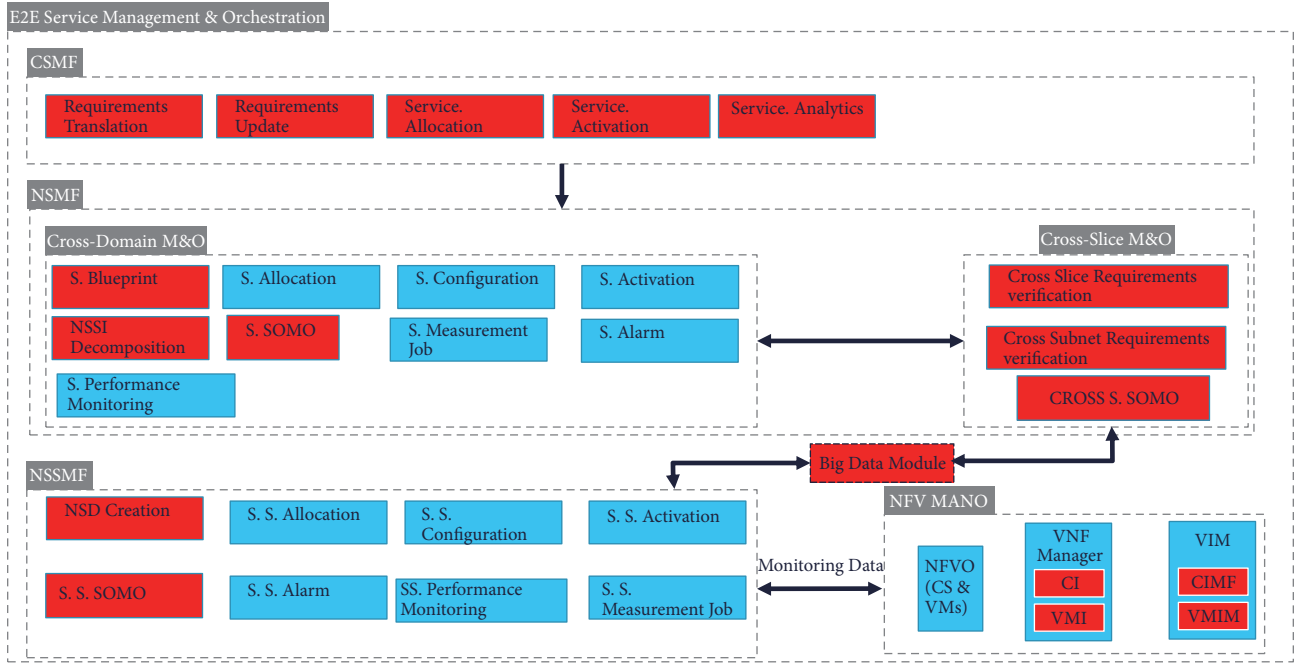 E2E Service Management & Orchestration
CSMF
Requirements
Translation
Requirements
Update
Service.
Allocation
Service.
Activation
Service. Analytics
NSMF
Cross-Domain M&O
S. Blueprint
S. Allocation
S. Configuration
S. Activation
NSSI
Decomposition
S. SOMO
S. Measurement
Job
S. Alarm
S. Performance
Monitoring
Cross-Slice M&O
Cross Slice Requirements
verification
Cross Subnet Requirements
verification
CROSS S. SOMO
Big Data Module
NSSMF
NSD Creation
S. S. Allocation
S. S.
Configuration
S. S. Activation
S. S. SOMO
S. S. Alarm
SS. Performance
Monitoring
S. S.
Measurement Job
Monitoring Data
NFV MANO
NFVO
(CS &
VMs)
VNF
Manager
CI
VMI
VIM
CIMF
VMIM